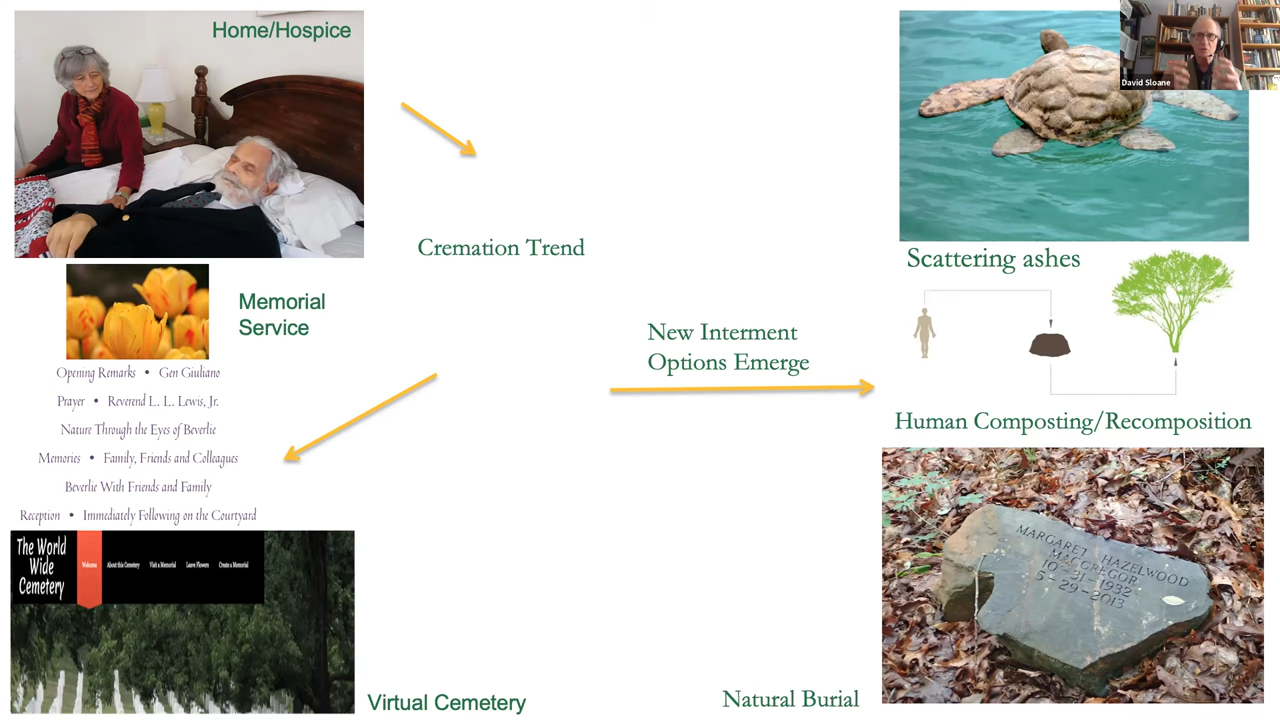 Home/Hospice
David Sloane
Cremation Trend
Scattering ashes
Memorial
Service
New Interment
Options Emerge
Opening Remarks • Gen Giuliano
Prayer • Reverend L. L. Lewis, Jr.
Nature Through the Eyes of Beverlie
Memories • Family, Friends and Colleagues
Beverlie With Friends and Family
Reception • Immediately Following on the Courtyard
Human Composting/Recomposition
The World
Wide
Cemetery
Welcome About this Cemetery Visit a Memorial Leave Flowers Create a Memorial
MARGARET HAZELWOOD
MACGREGOR
10-31-1932
5-29-2013
Virtual Cemetery
Natural Burial